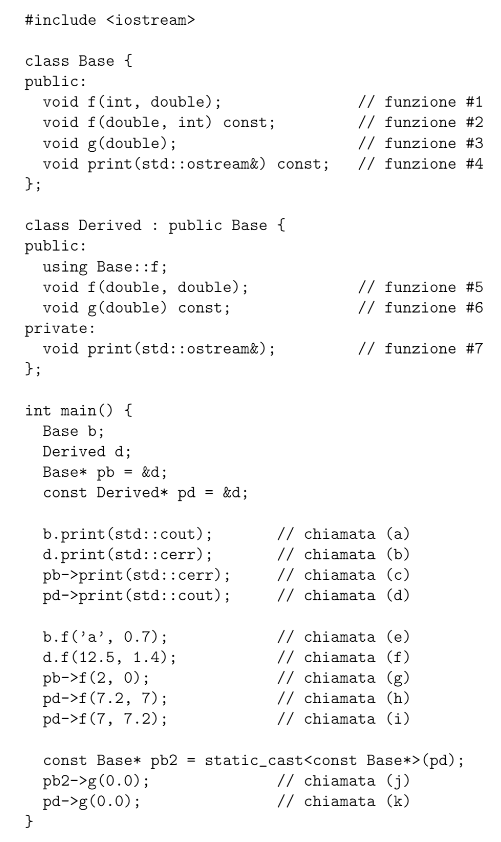 #include <iostream>
class Base {
public:
void f(int, double); // funzione #1
void f(double, int) const; // funzione #2
void g(double); // funzione #3
void print(std::ostream&) const; // funzione #4
};
class Derived : public Base {
public:
using Base::f;
void f(double, double); // funzione #5
void g(double) const; // funzione #6
private:
void print(std::ostream&); // funzione #7
};
int main() {
Base b;
Derived d;
Base* pb = &d;
const Derived* pd = &d;
b.print(std::cout); // chiamata (a)
d.print(std::cerr); // chiamata (b)
pb->print(std::cerr); // chiamata (c)
pd->print(std::cout); // chiamata (d)
b.f('a', 0.7); // chiamata (e)
d.f(12.5, 1.4); // chiamata (f)
pb->f(2, 0); // chiamata (g)
pd->f(7.2, 7); // chiamata (h)
pd->f(7, 7.2); // chiamata (i)
const Base* pb2 = static_cast<const Base*>(pd);
pb2->g(0.0); // chiamata (j)
pd->g(0.0); // chiamata (k)
}